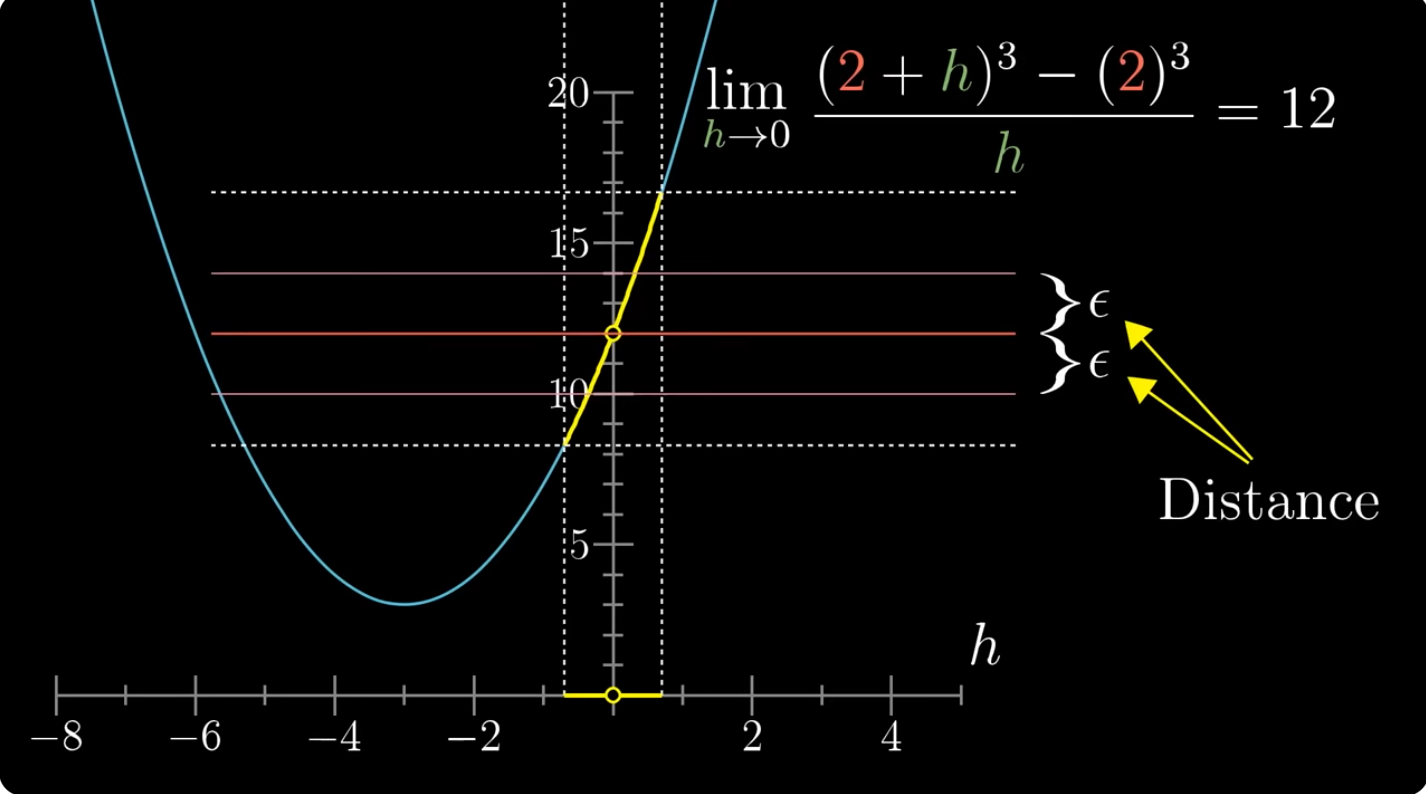 lim h→0 ((2 + h)³ − (2)³) / h = 12
20
15
10
5
} ϵ
} ϵ
Distance
h
−8 −6 −4 −2 2 4